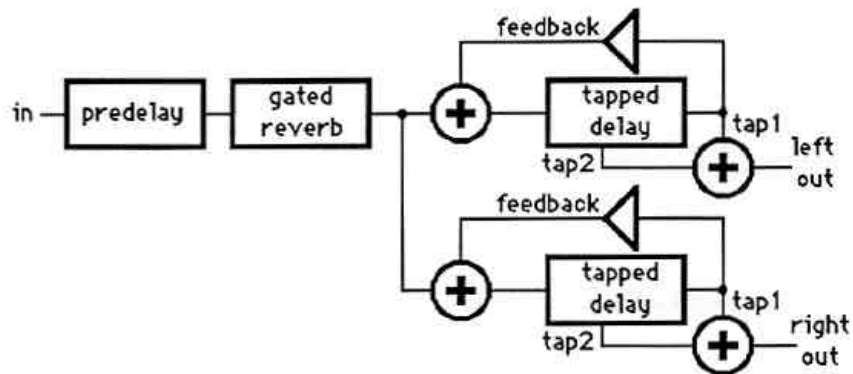 feedback
in
predelay
gated
reverb
tapped
delay
tap1
left
out
tap2
feedback
tapped
delay
tap1
right
out
tap2